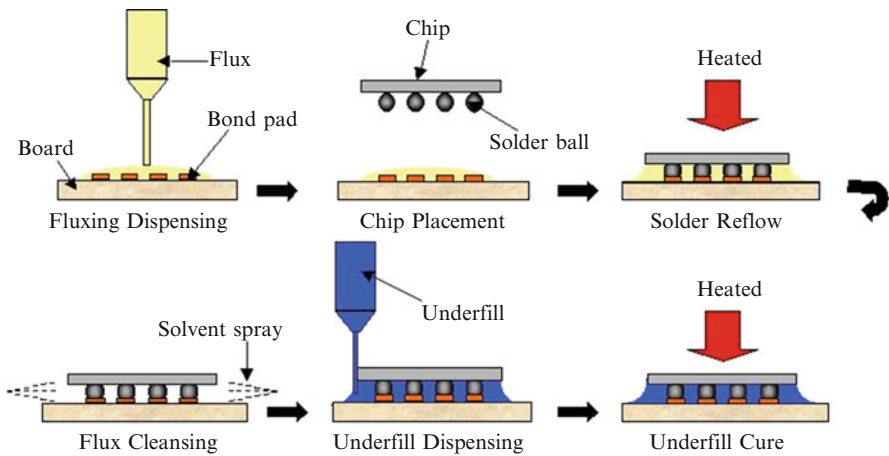 Flux
Bond pad
Board
Fluxing Dispensing
Chip
Solder ball
Chip Placement
Heated
Solder Reflow
Solvent spray
Flux Cleansing
Underfill
Underfill Dispensing
Heated
Underfill Cure